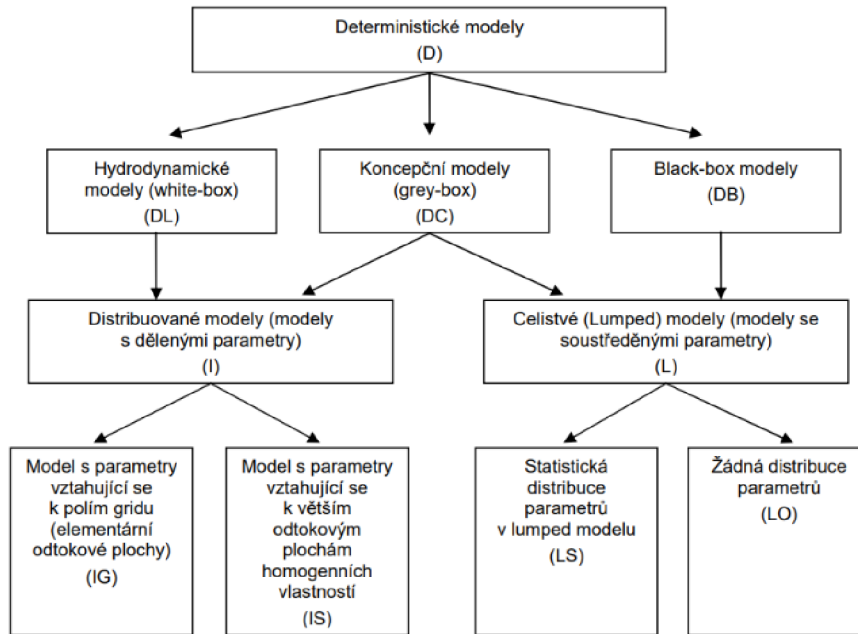 Deterministické modely
(D)
Hydrodynamické
modely (white-box)
(DL)
Koncepční modely
(grey-box)
(DC)
Black-box modely
(DB)
Distribuované modely (modely
s dělenými parametry)
(I)
Celistvé (Lumped) modely (modely se
soustředěnými parametry)
(L)
Model s parametry
vztahující se
k polím gridu
(elementární
odtokové plochy)
(IG)
Model s parametry
vztahující se
k větším
odtokovým
plochám
homogenních
vlastností
(IS)
Statistická
distribuce
parametrů
v lumped modelu
(LS)
Žádná distribuce
parametrů
(LO)